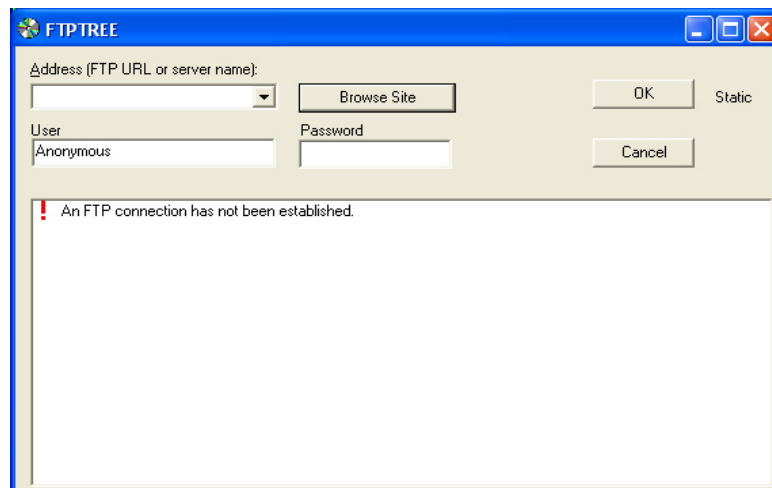 FTPTREE
Address (FTP URL or server name):
Browse Site
OK
Static
User
Password
Anonymous
Cancel
An FTP connection has not been established.